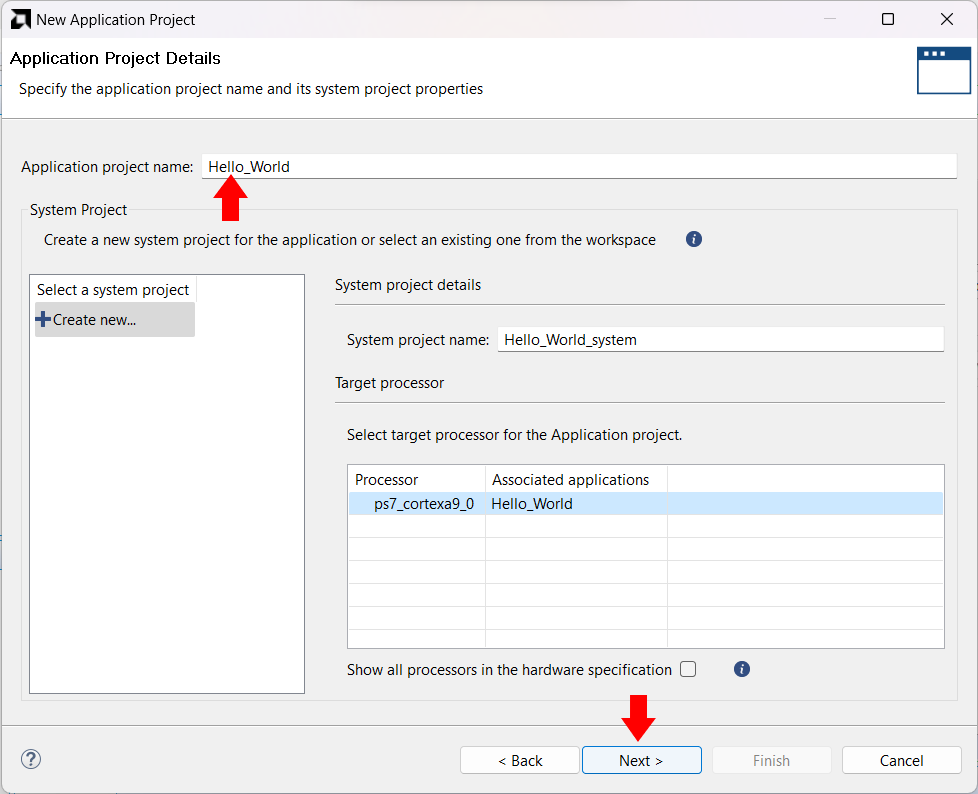 New Application Project
Application Project Details
Specify the application project name and its system project properties
Application project name: Hello_World
System Project
Create a new system project for the application or select an existing one from the workspace i
Select a system project
Create new...
System project details
System project name: Hello_World_system
Target processor
Select target processor for the Application project.
Processor Associated applications
ps7_cortexa9_0 Hello_World
Show all processors in the hardware specification i
? < Back Next > Finish Cancel